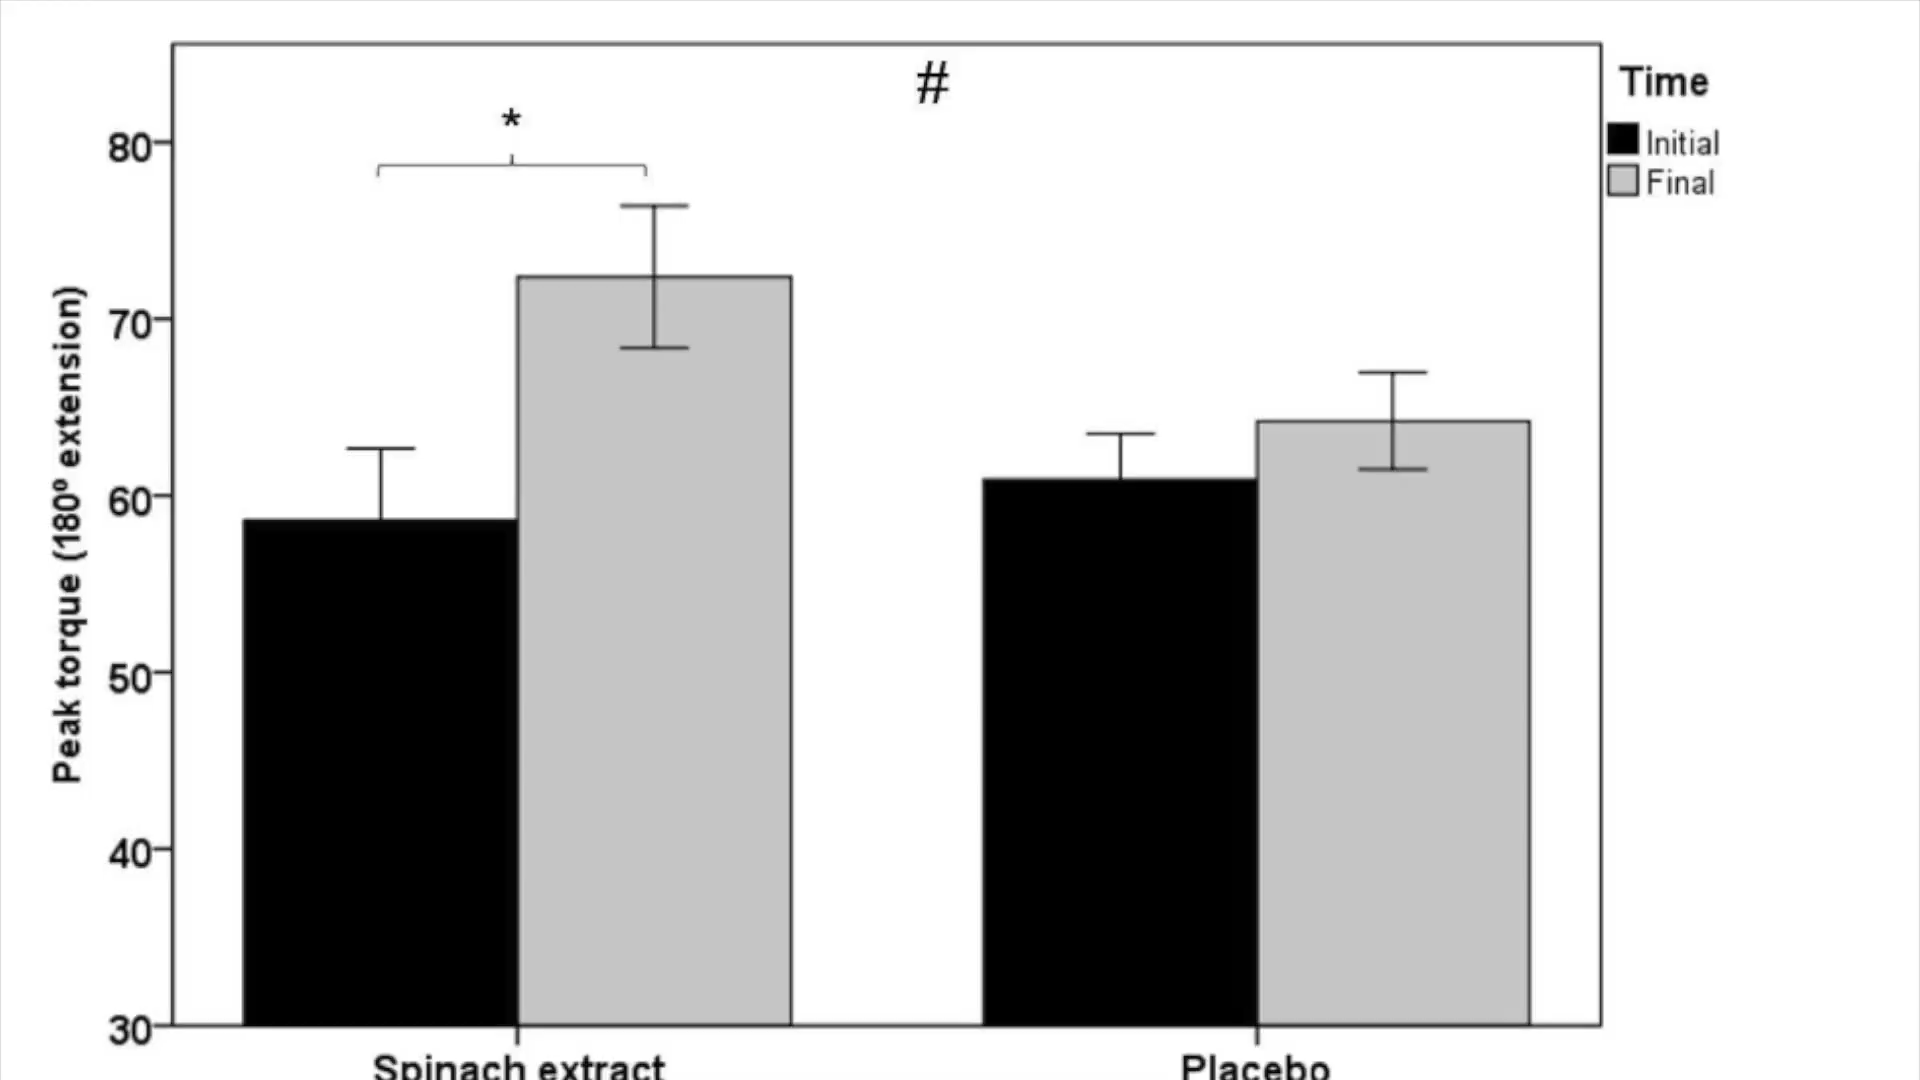 #
*
Time
Initial
Final
80
70
60
50
40
30
Peak torque (180º extension)
Spinach extract
Placebo